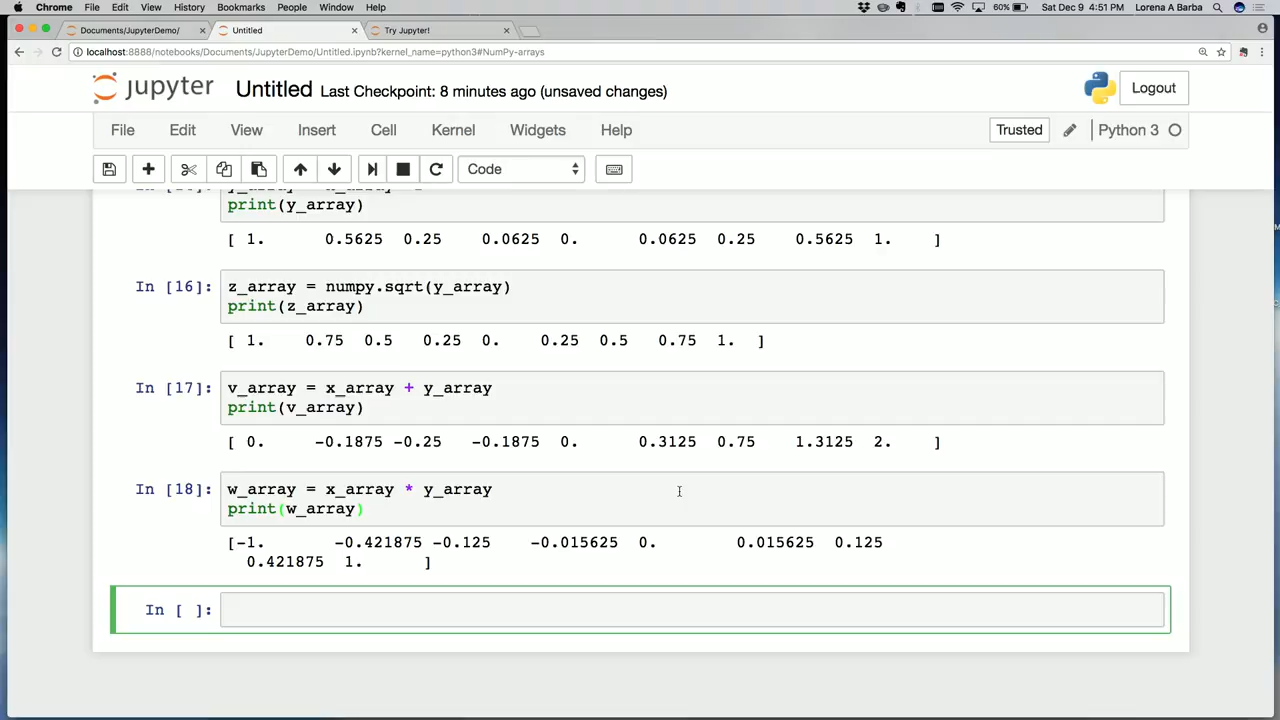 Chrome File Edit View History Bookmarks People Window Help 60% Sat Dec 9 4:51 PM Lorena A Barba
Documents/JupyterDemo/ Untitled Try Jupyter!
localhost:8888/notebooks/Documents/JupyterDemo/Untitled.ipynb?kernel_name=python3#NumPy-arrays
jupyter Untitled Last Checkpoint: 8 minutes ago (unsaved changes) Logout
File Edit View Insert Cell Kernel Widgets Help Trusted Python 3
Code
print(y_array)
[ 1. 0.5625 0.25 0.0625 0. 0.0625 0.25 0.5625 1. ]
In [16]: z_array = numpy.sqrt(y_array)
print(z_array)
[ 1. 0.75 0.5 0.25 0. 0.25 0.5 0.75 1. ]
In [17]: v_array = x_array + y_array
print(v_array)
[ 0. -0.1875 -0.25 -0.1875 0. 0.3125 0.75 1.3125 2. ]
In [18]: w_array = x_array * y_array
print(w_array)
[-1. -0.421875 -0.125 -0.015625 0. 0.015625 0.125
0.421875 1. ]
In [ ]: